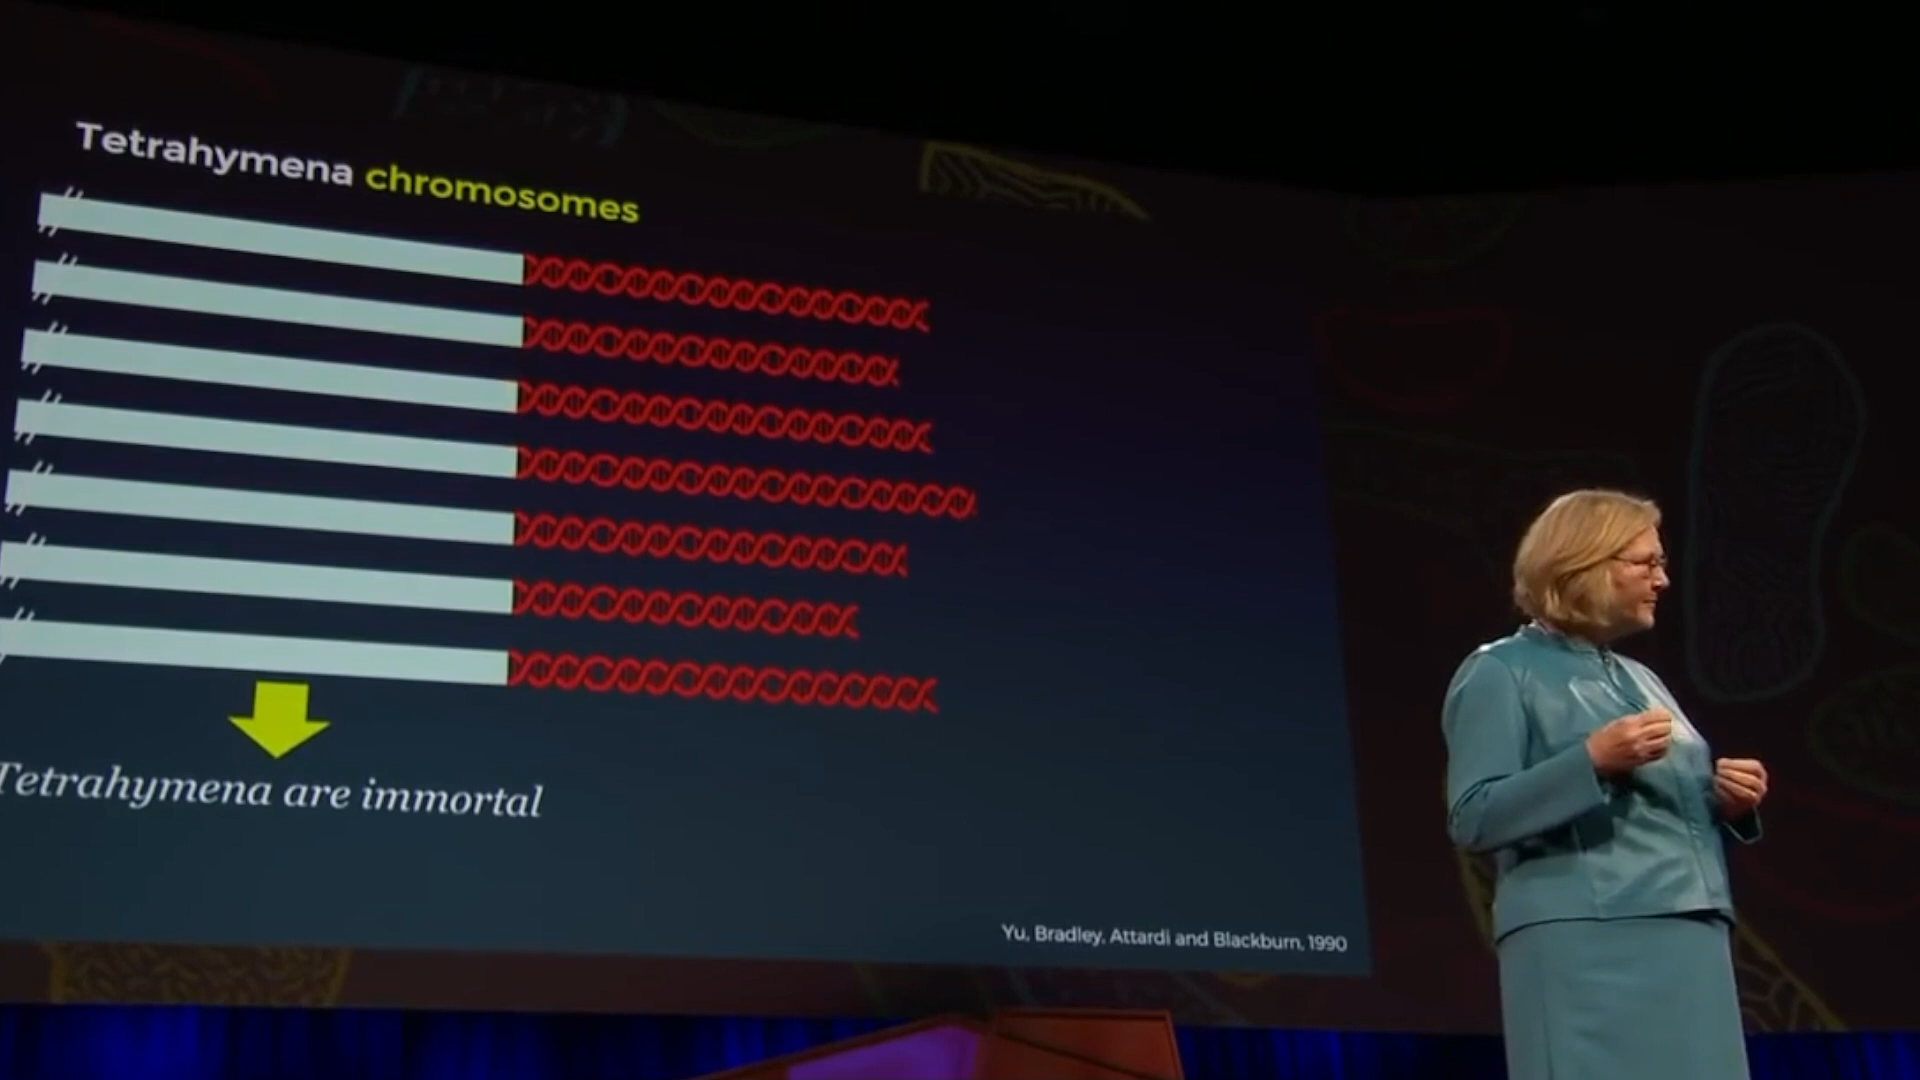 Tetrahymena chromosomes
Tetrahymena are immortal
Yu, Bradley, Attardi and Blackburn, 1990